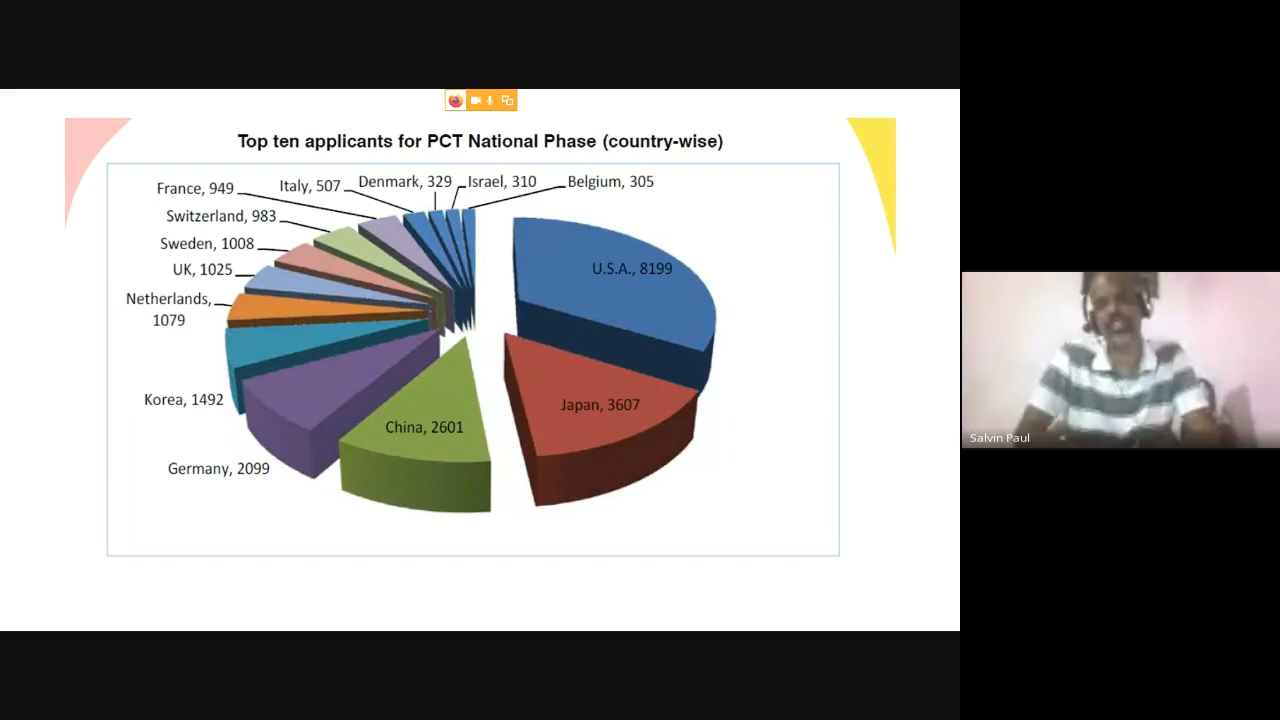 Top ten applicants for PCT National Phase (country-wise)
France, 949
Italy, 507
Denmark, 329
Israel, 310
Belgium, 305
Switzerland, 983
Sweden, 1008
UK, 1025
Netherlands,
1079
Korea, 1492
Germany, 2099
China, 2601
Japan, 3607
U.S.A., 8199
Salvin Paul